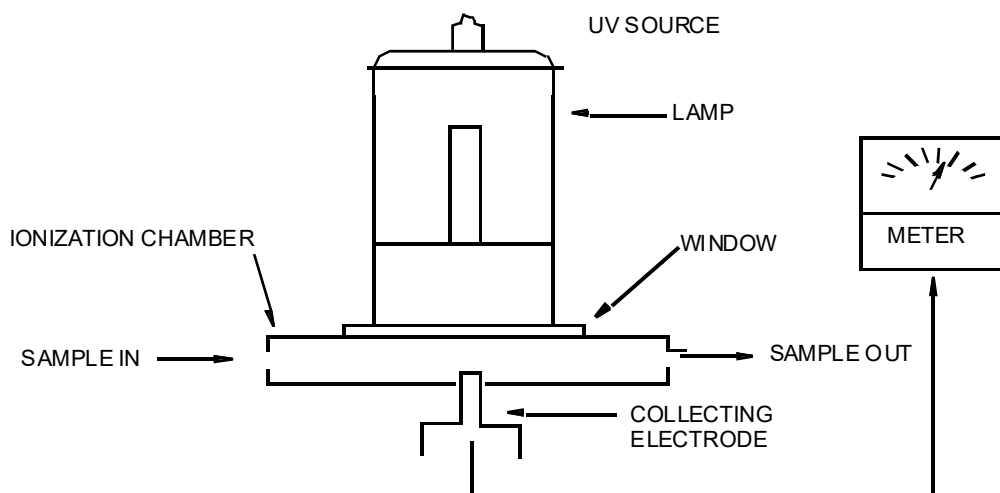 UV SOURCE
LAMP
IONIZATION CHAMBER
WINDOW
METER
SAMPLE IN
SAMPLE OUT
COLLECTING
ELECTRODE